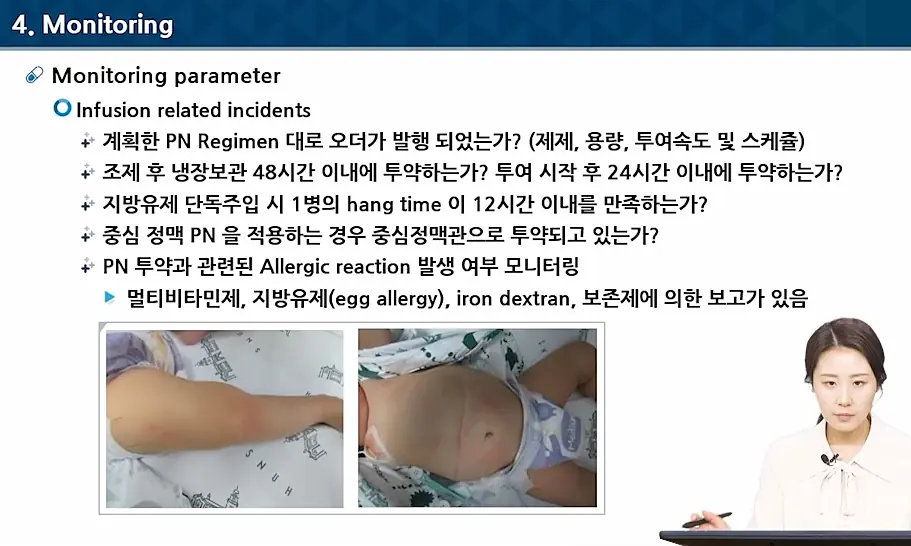 4. Monitoring
Monitoring parameter
Infusion related incidents
계획한 PN Regimen 대로 오더가 발행 되었는가? (제제, 용량, 투여속도 및 스케쥴)
조제 후 냉장보관 48시간 이내에 투약하는가? 투여 시작 후 24시간 이내에 투약하는가?
지방유제 단독주입 시 1병의 hang time 이 12시간 이내를 만족하는가?
중심 정맥 PN 을 적용하는 경우 중심정맥관으로 투약되고 있는가?
PN 투약과 관련된 Allergic reaction 발생 여부 모니터링
멀티비타민제, 지방유제(egg allergy), iron dextran, 보존제에 의한 보고가 있음
SNUH